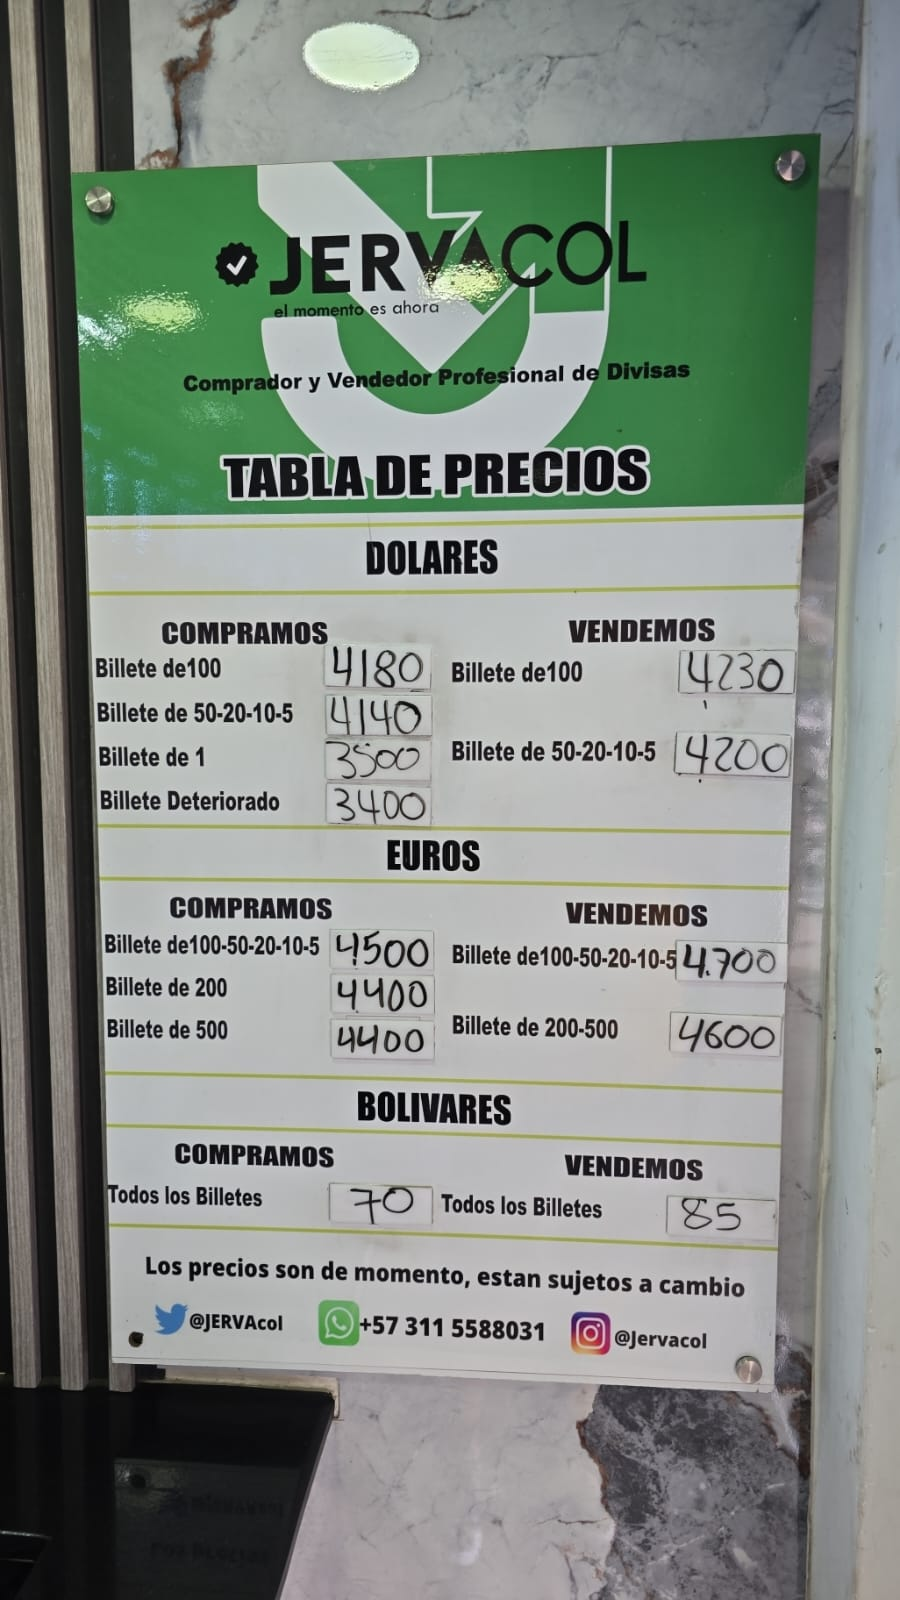 JERVACOL
el momento es ahora
Comprador y Vendedor Profesional de Divisas
TABLA DE PRECIOS
DOLARES
COMPRAMOS VENDEMOS
Billete de100 4180 Billete de100 4230
Billete de 50-20-10-5 4140
Billete de 50-20-10-5 4200
Billete de 1 3500
Billete Deteriorado 3400
EUROS
COMPRAMOS VENDEMOS
Billete de100-50-20-10-5 4.500 Billete de100-50-20-10-5 4.700
Billete de 200 4400
Billete de 500 4400 Billete de 200-500 4600
BOLIVARES
COMPRAMOS VENDEMOS
Todos los Billetes 70 Todos los Billetes 85
Los precios son de momento, estan sujetos a cambio
@JERVAcol +57 311 5588031 @Jervacol